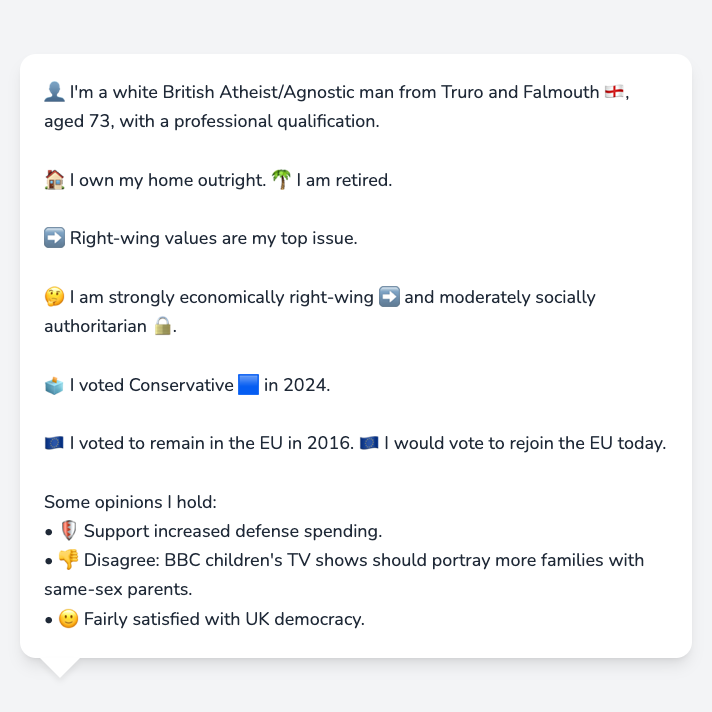 👤 I'm a white British Atheist/Agnostic man from Truro and Falmouth 🏴󠁧󠁢󠁥󠁮󠁧󠁿,
aged 73, with a professional qualification.
🏠 I own my home outright. 🌴 I am retired.
➡️ Right-wing values are my top issue.
🤔 I am strongly economically right-wing ➡️ and moderately socially
authoritarian 🔒.
🗳️ I voted Conservative 🟦 in 2024.
🇪🇺 I voted to remain in the EU in 2016. 🇪🇺 I would vote to rejoin the EU today.
Some opinions I hold:
• 🛡️ Support increased defense spending.
• 👎 Disagree: BBC children's TV shows should portray more families with
same-sex parents.
• 🙂 Fairly satisfied with UK democracy.